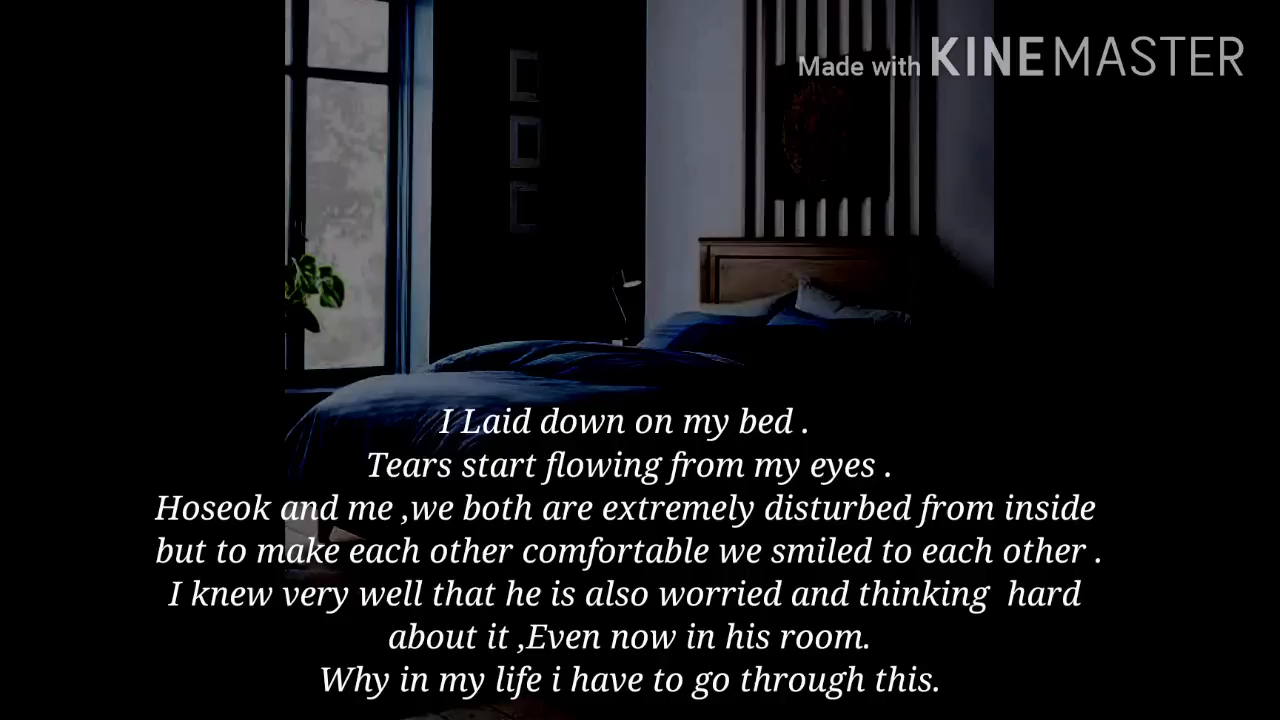 Made with KINEMASTER
I Laid down on my bed .
Tears start flowing from my eyes .
Hoseok and me ,we both are extremely disturbed from inside
but to make each other comfortable we smiled to each other .
I knew very well that he is also worried and thinking  hard
about it ,Even now in his room.
Why in my life i have to go through this.